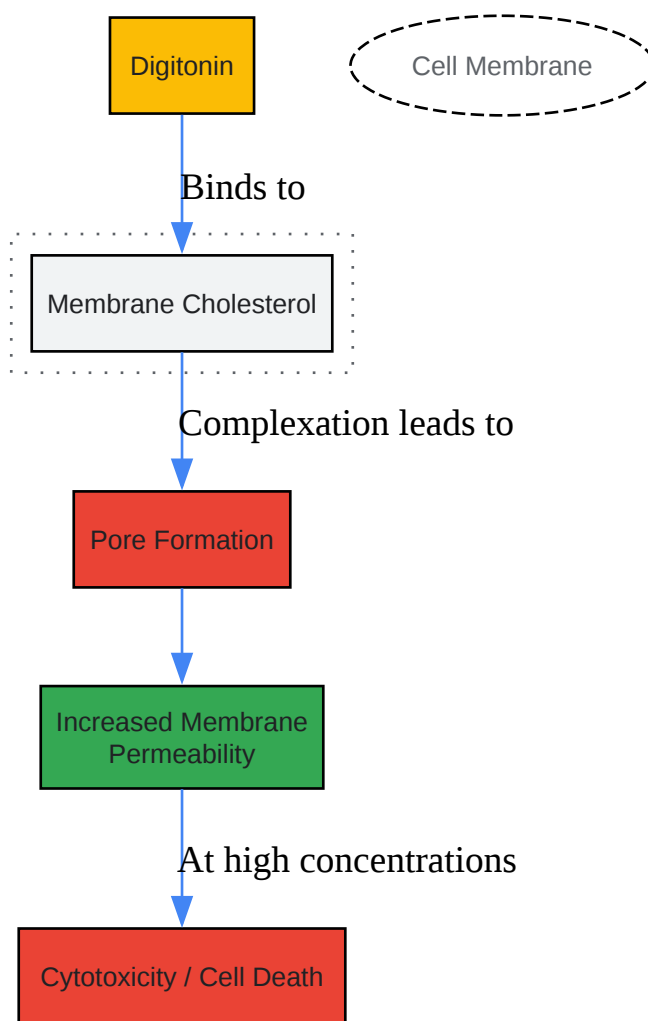 Digitonin
Cell Membrane
Binds to
Membrane Cholesterol
Complexation leads to
Pore Formation
Increased Membrane
Permeability
At high concentrations
Cytotoxicity / Cell Death